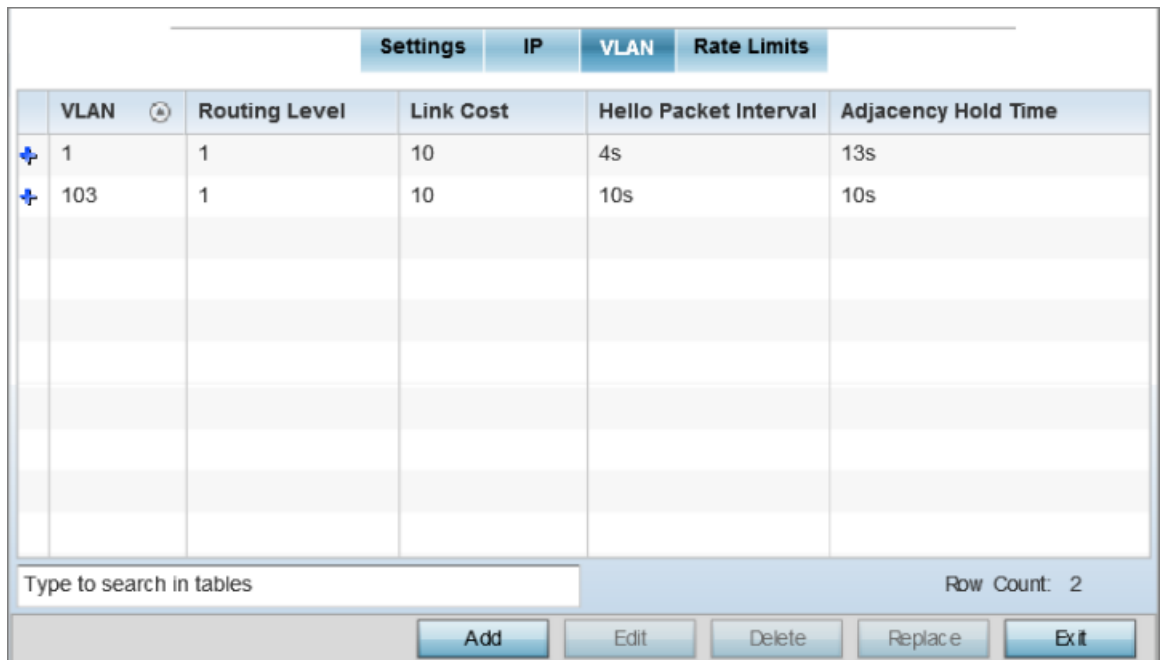 Settings IP VLAN Rate Limits
VLAN Routing Level Link Cost Hello Packet Interval Adjacency Hold Time
1 1 10 4s 13s
103 1 10 10s 10s
Type to search in tables Row Count: 2
Add Edit Delete Replace Exit